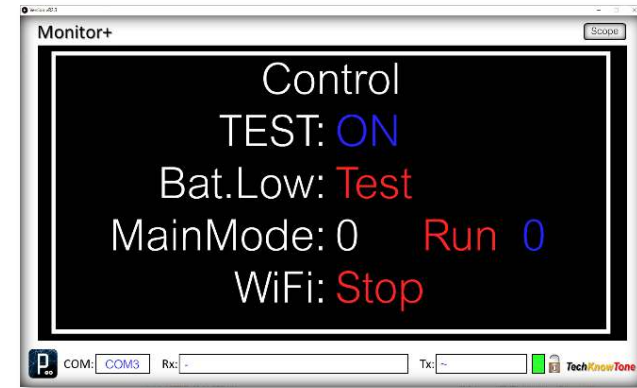 Monitor+
Scope
Control
TEST: ON
Bat.Low: Test
MainMode: 0 Run 0
WiFi: Stop
COM: COM3 Rx: - Tx: ~ TechKnowTone